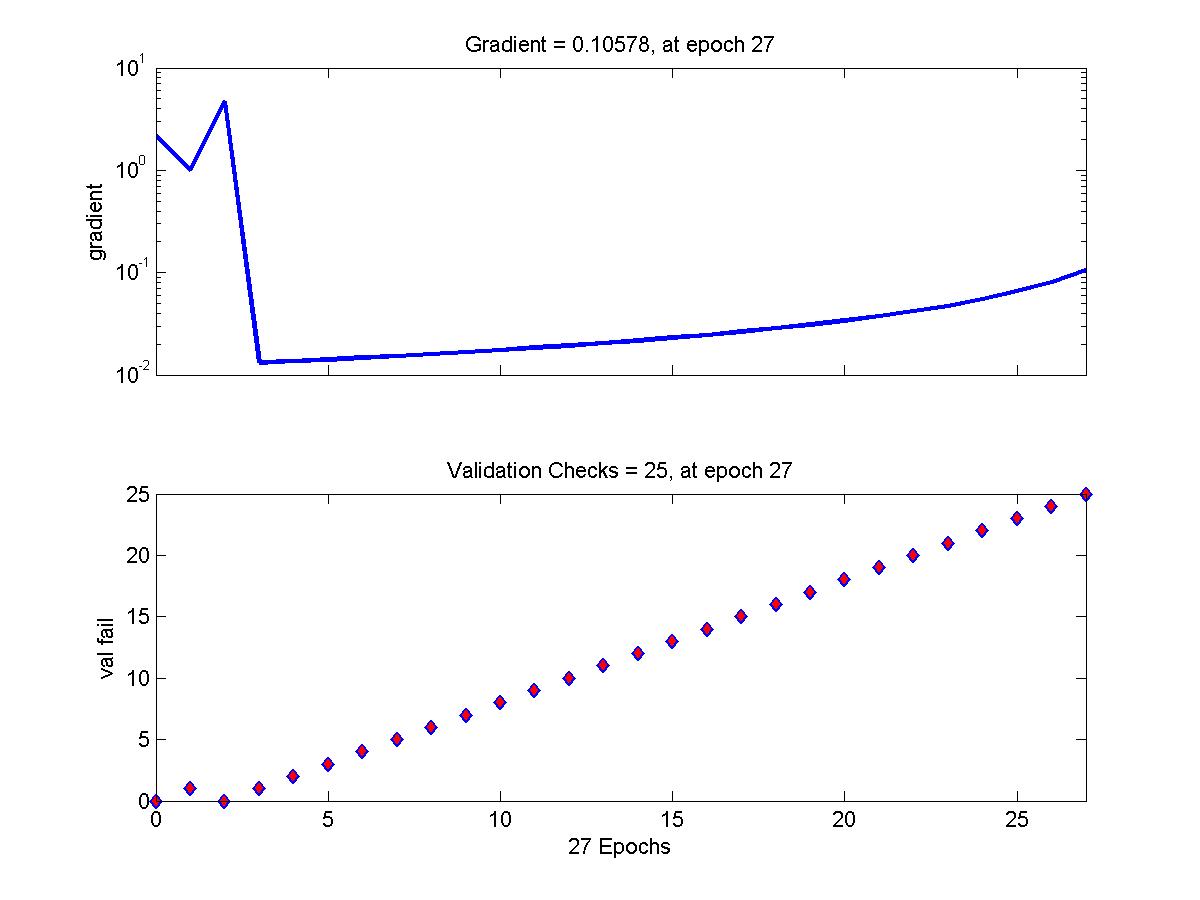 Gradient = 0.10578, at epoch 27
10^1
10^0
10^-1
10^-2
gradient
Validation Checks = 25, at epoch 27
25
20
15
10
5
0
val fail
0 5 10 15 20 25
27 Epochs